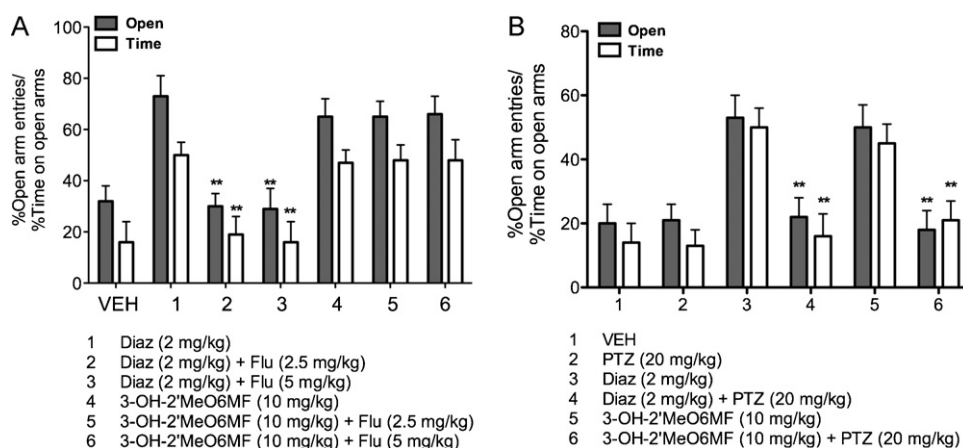 A
Open
Time
%Open arm entries/
%Time on open arms
100
80
60
40
20
0
** ** ** **
VEH 1 2 3 4 5 6
1 Diaz (2 mg/kg)
2 Diaz (2 mg/kg) + Flu (2.5 mg/kg)
3 Diaz (2 mg/kg) + Flu (5 mg/kg)
4 3-OH-2'MeO6MF (10 mg/kg)
5 3-OH-2'MeO6MF (10 mg/kg) + Flu (2.5 mg/kg)
6 3-OH-2'MeO6MF (10 mg/kg) + Flu (5 mg/kg)
B
Open
Time
%Open arm entries/
%Time on open arms
80
60
40
20
0
** ** ** **
1 2 3 4 5 6
1 VEH
2 PTZ (20 mg/kg)
3 Diaz (2 mg/kg)
4 Diaz (2 mg/kg) + PTZ (20 mg/kg)
5 3-OH-2'MeO6MF (10 mg/kg)
6 3-OH-2'MeO6MF (10 mg/kg) + PTZ (20 mg/kg)